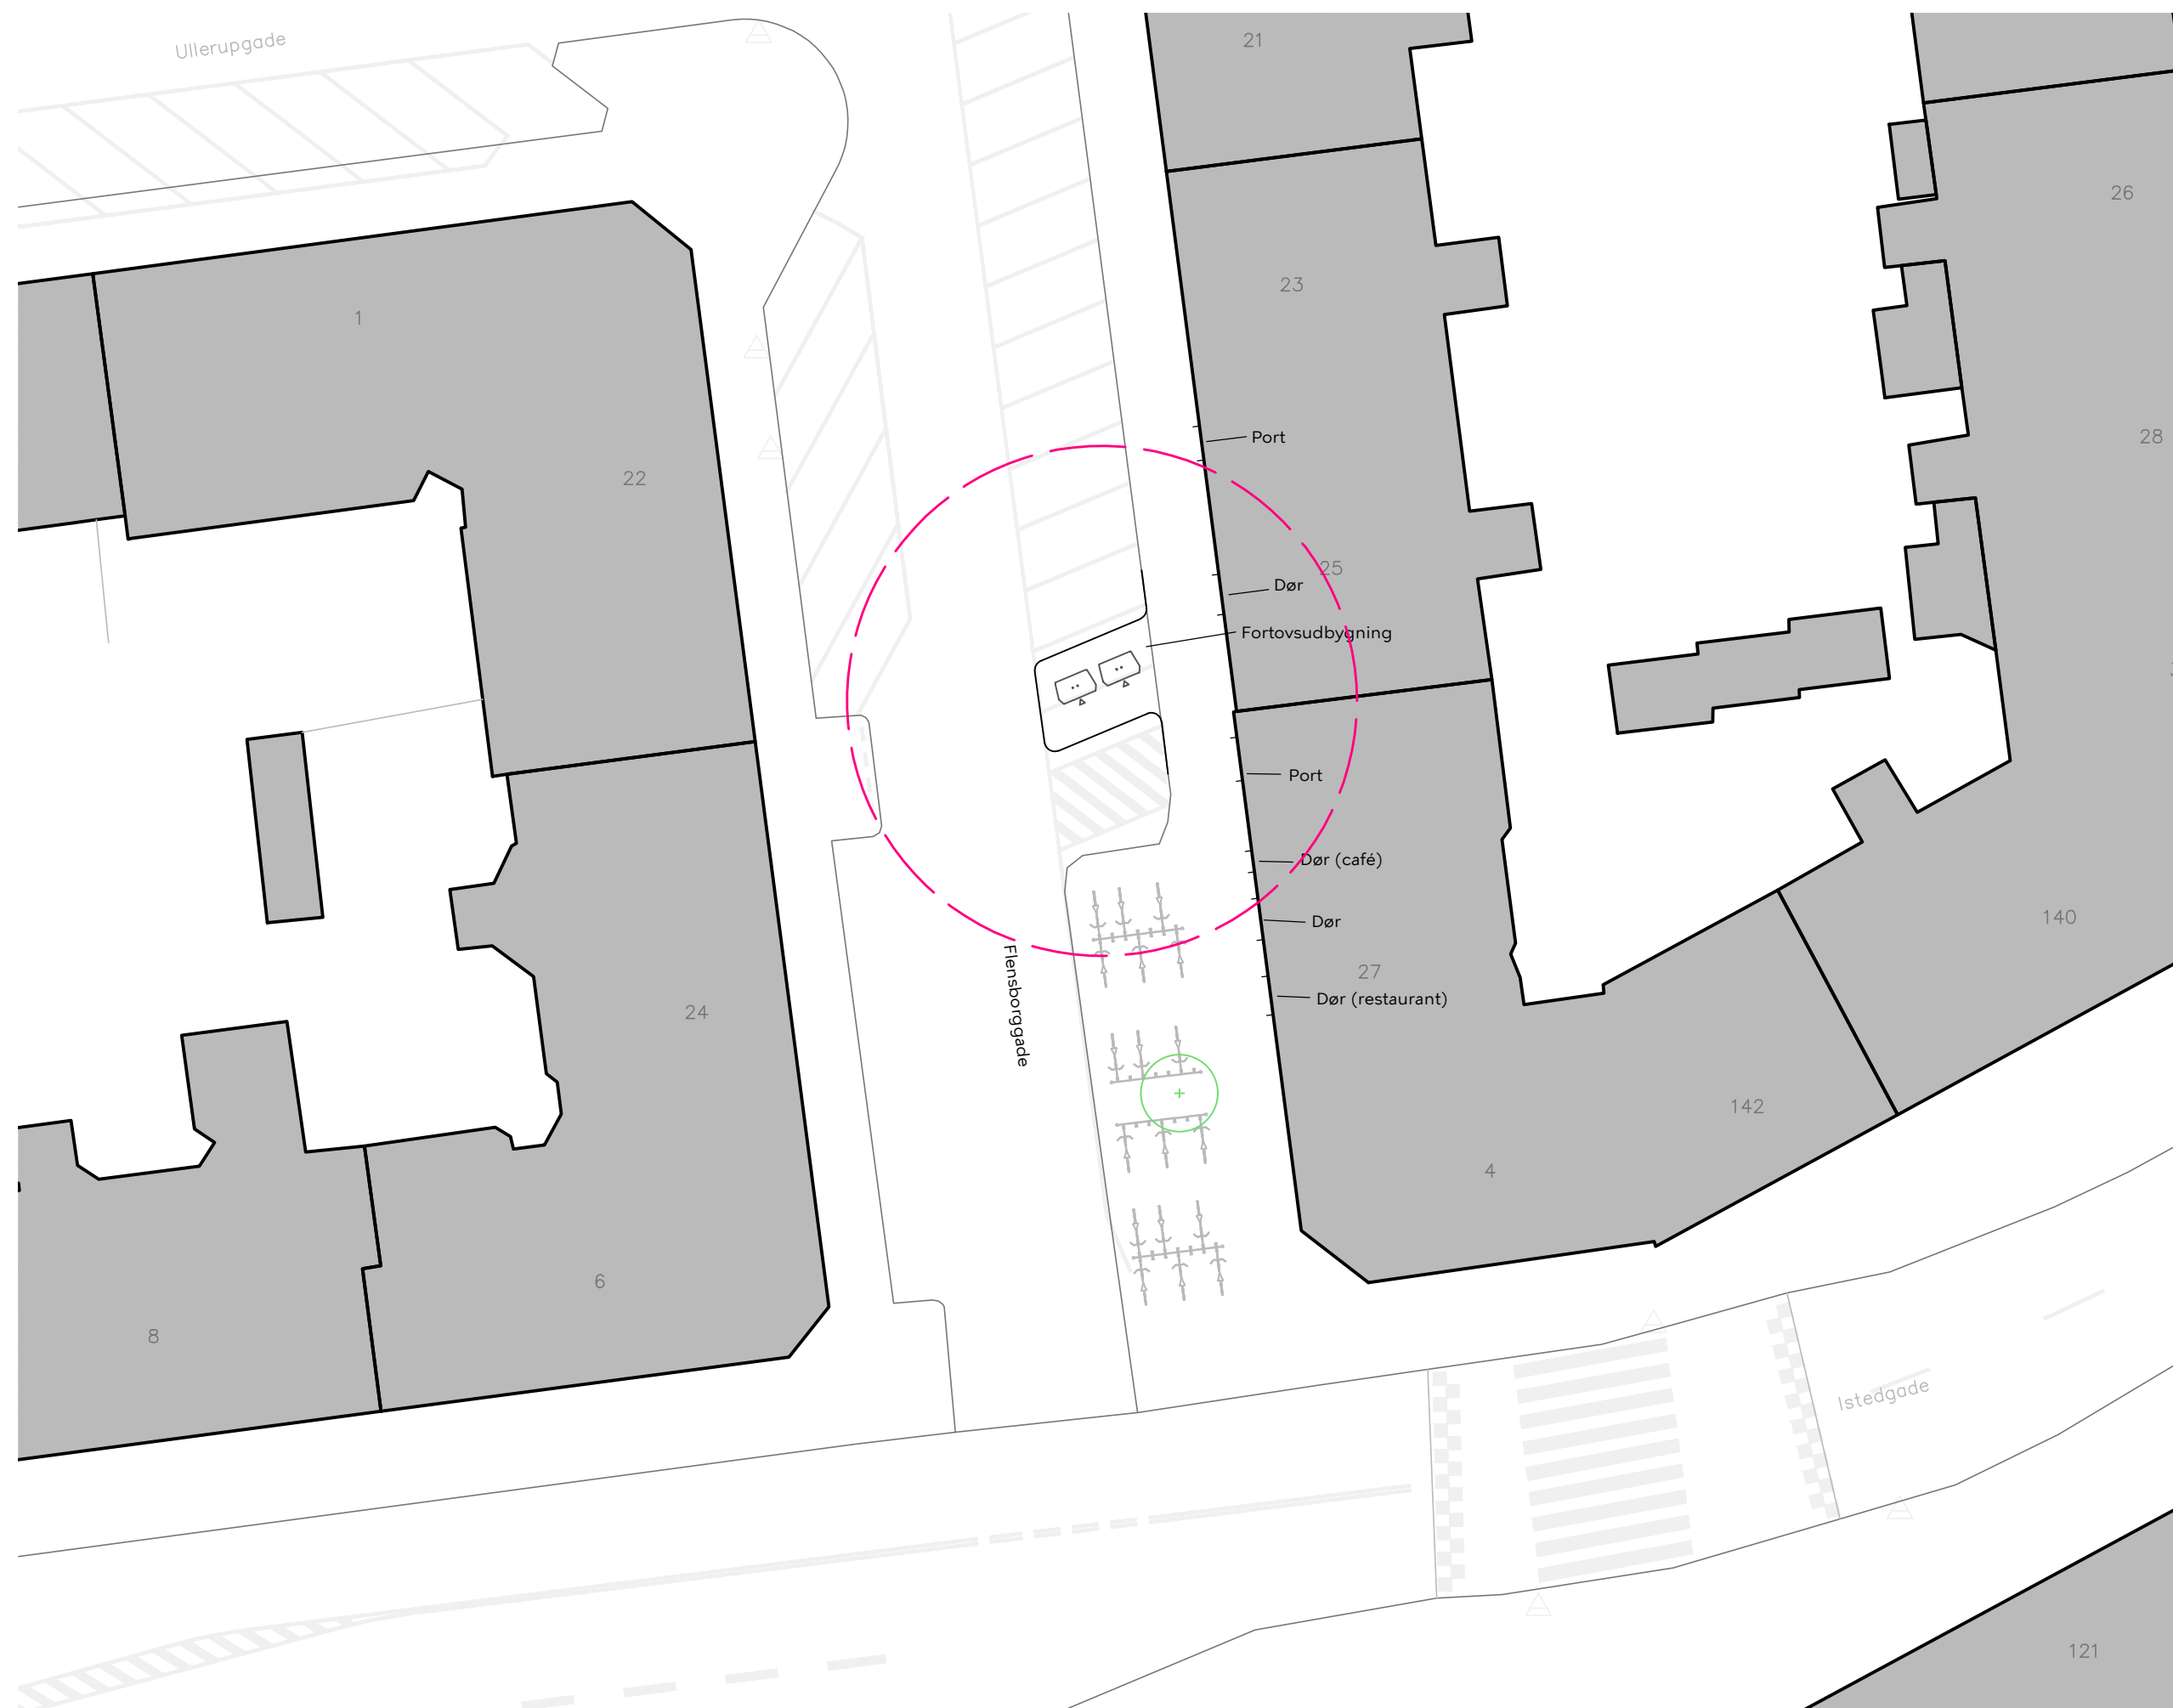 Ullerupgade
21
26
23
1
28
Port
22
25
Dør
Fortovsudbygning
Port
Dør (café)
140
Dør
27
Dør (restaurant)
Flensborggade
24
142
4
6
8
Istedgade
121